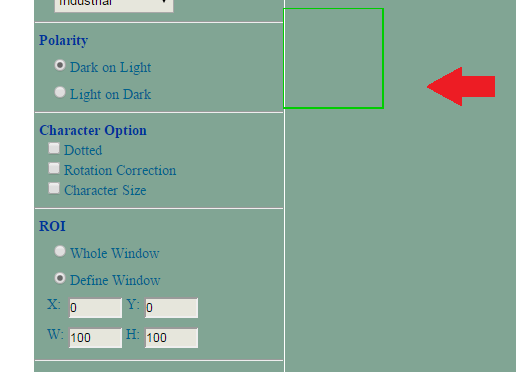 Industrial
Polarity
Dark on Light
Light on Dark
Character Option
Dotted
Rotation Correction
Character Size
ROI
Whole Window
Define Window
X: 0 Y: 0
W: 100 H: 100